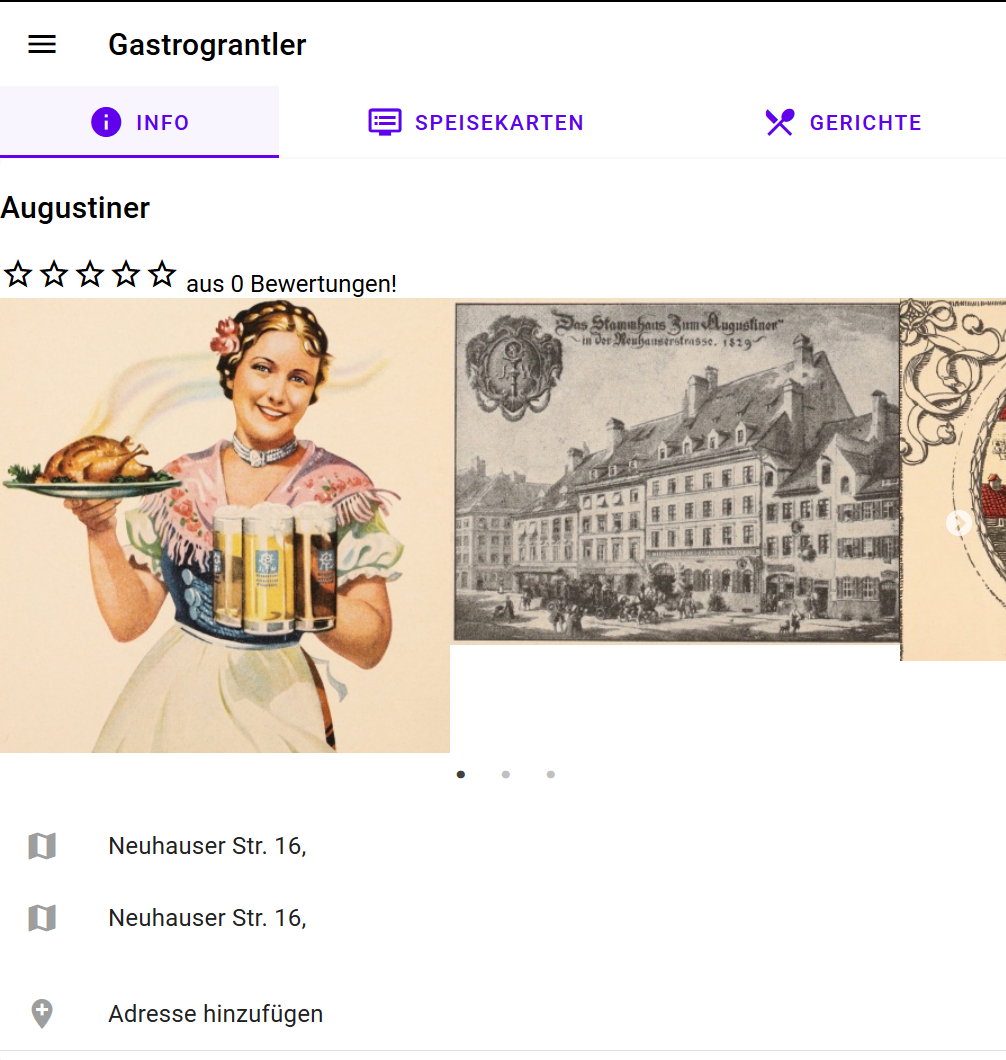 Gastrograntler
INFO
SPEISEKARTEN
GERICHTE
Augustiner
aus 0 Bewertungen!
Das Stammhaus Zum Augustiner"
in der Neuhauserstrasse. 1829
Neuhauser Str. 16,
Neuhauser Str. 16,
Adresse hinzufügen